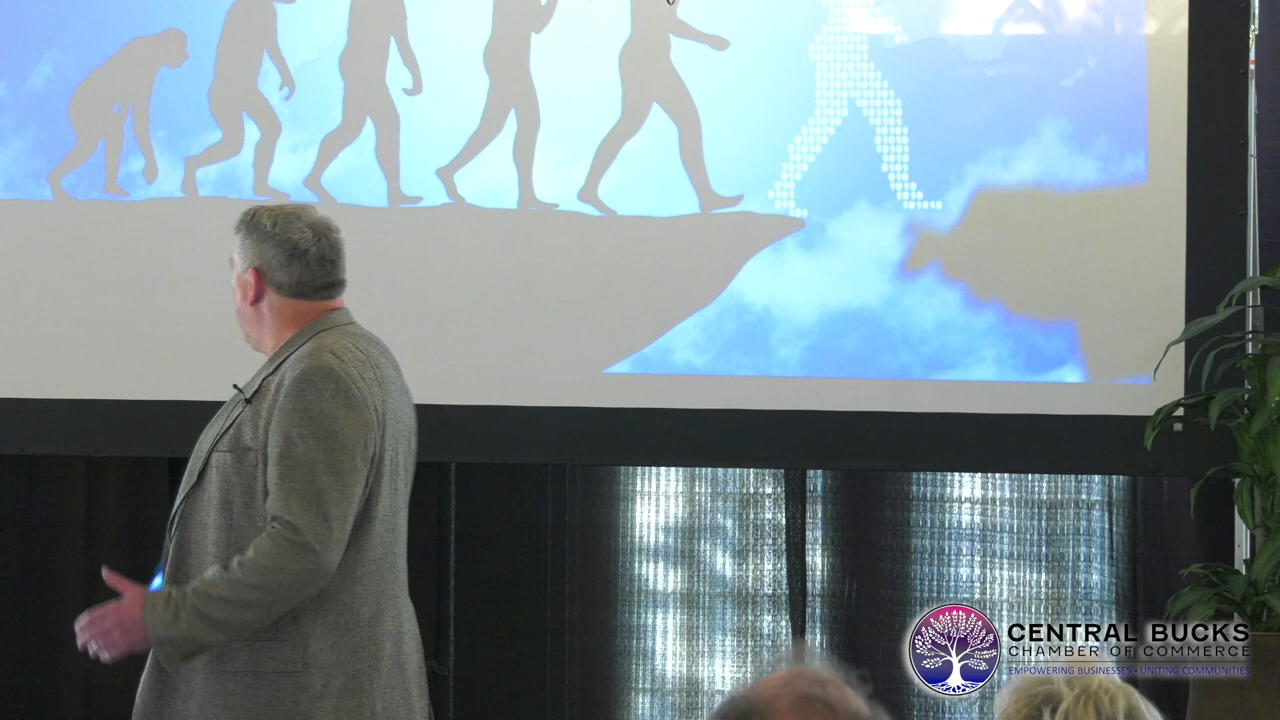 CENTRAL BUCKS
CHAMBER OF COMMERCE
EMPOWERING BUSINESSES • UNITING COMMUNITIES